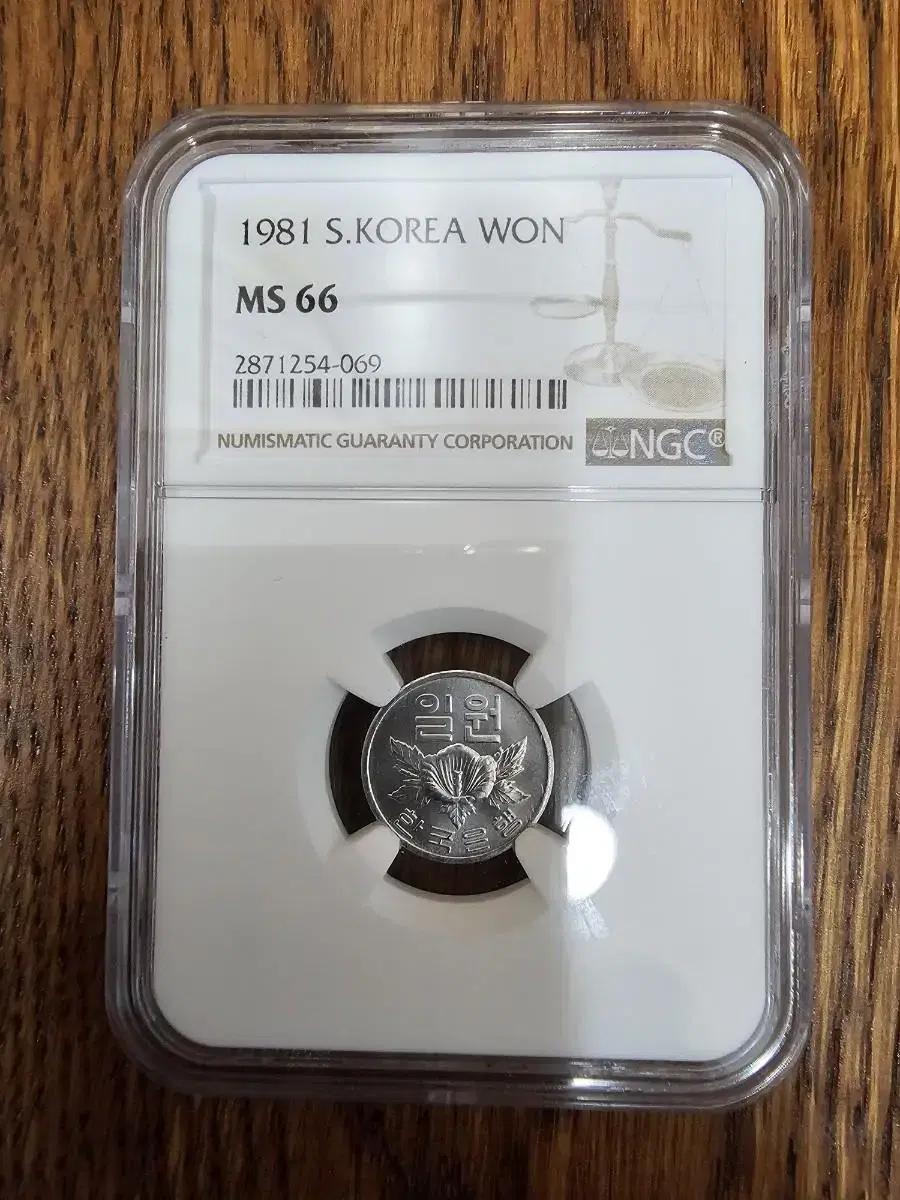 1981 S.KOREA WON
MS 66
2871254-069
NUMISMATIC GUARANTY CORPORATION
NGC®
일원
한국은행